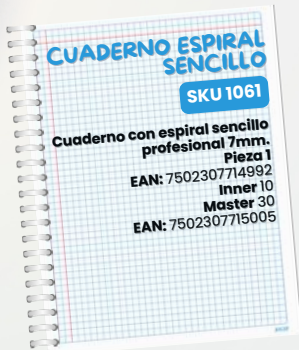 CUADERNO ESPIRAL
SENCILLO
SKU 1061
Cuaderno con espiral sencillo
profesional 7mm.
Pieza 1
EAN: 7502307714992
Inner 10
Master 30
EAN: 7502307715005